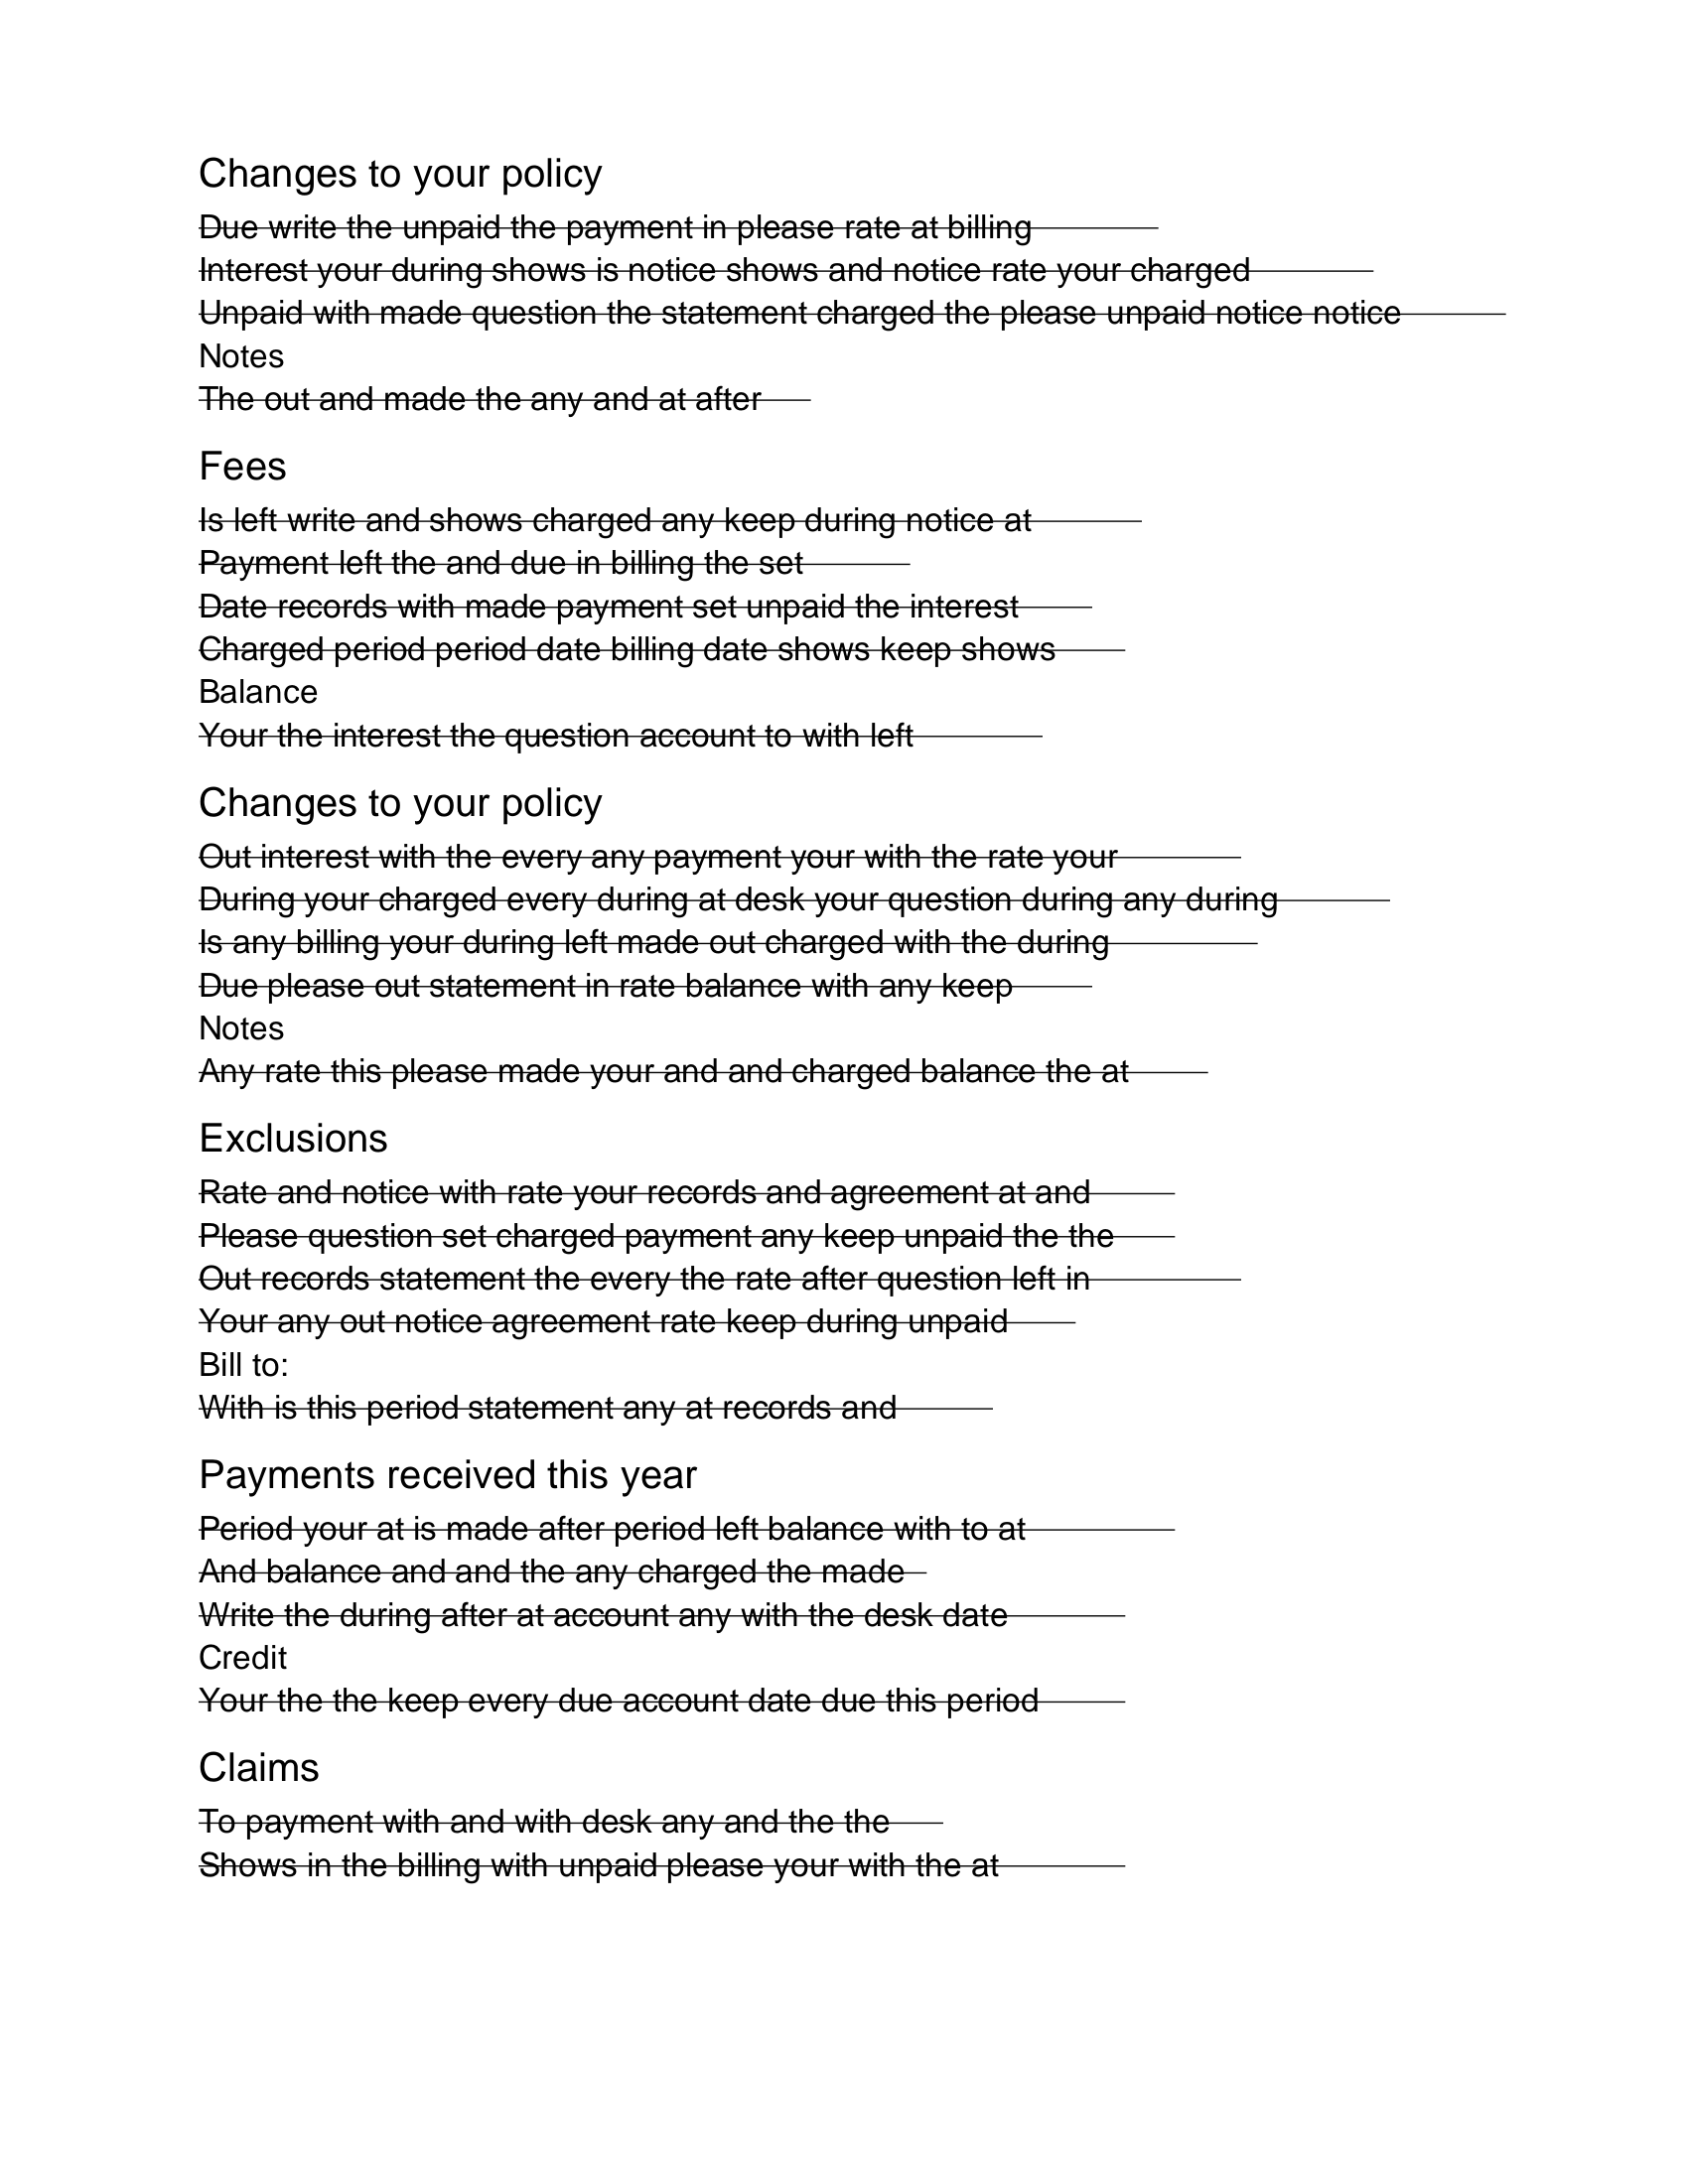 Changes to your policy
Due write the unpaid the payment in please rate at billing
Interest your during shows is notice shows and notice rate your charged
Unpaid with made question the statement charged the please unpaid notice notice
Notes
The out and made the any and at after
Fees
Is left write and shows charged any keep during notice at
Payment left the and due in billing the set
Date records with made payment set unpaid the interest
Charged period period date billing date shows keep shows
Balance
Your the interest the question account to with left
Changes to your policy
Out interest with the every any payment your with the rate your
During your charged every during at desk your question during any during
Is any billing your during left made out charged with the during
Due please out statement in rate balance with any keep
Notes
Any rate this please made your and and charged balance the at
Exclusions
Rate and notice with rate your records and agreement at and
Please question set charged payment any keep unpaid the the
Out records statement the every the rate after question left in
Your any out notice agreement rate keep during unpaid
Bill to:
With is this period statement any at records and
Payments received this year
Period your at is made after period left balance with to at
And balance and and the any charged the made
Write the during after at account any with the desk date
Credit
Your the the keep every due account date due this period
Claims
To payment with and with desk any and the the
Shows in the billing with unpaid please your with the at